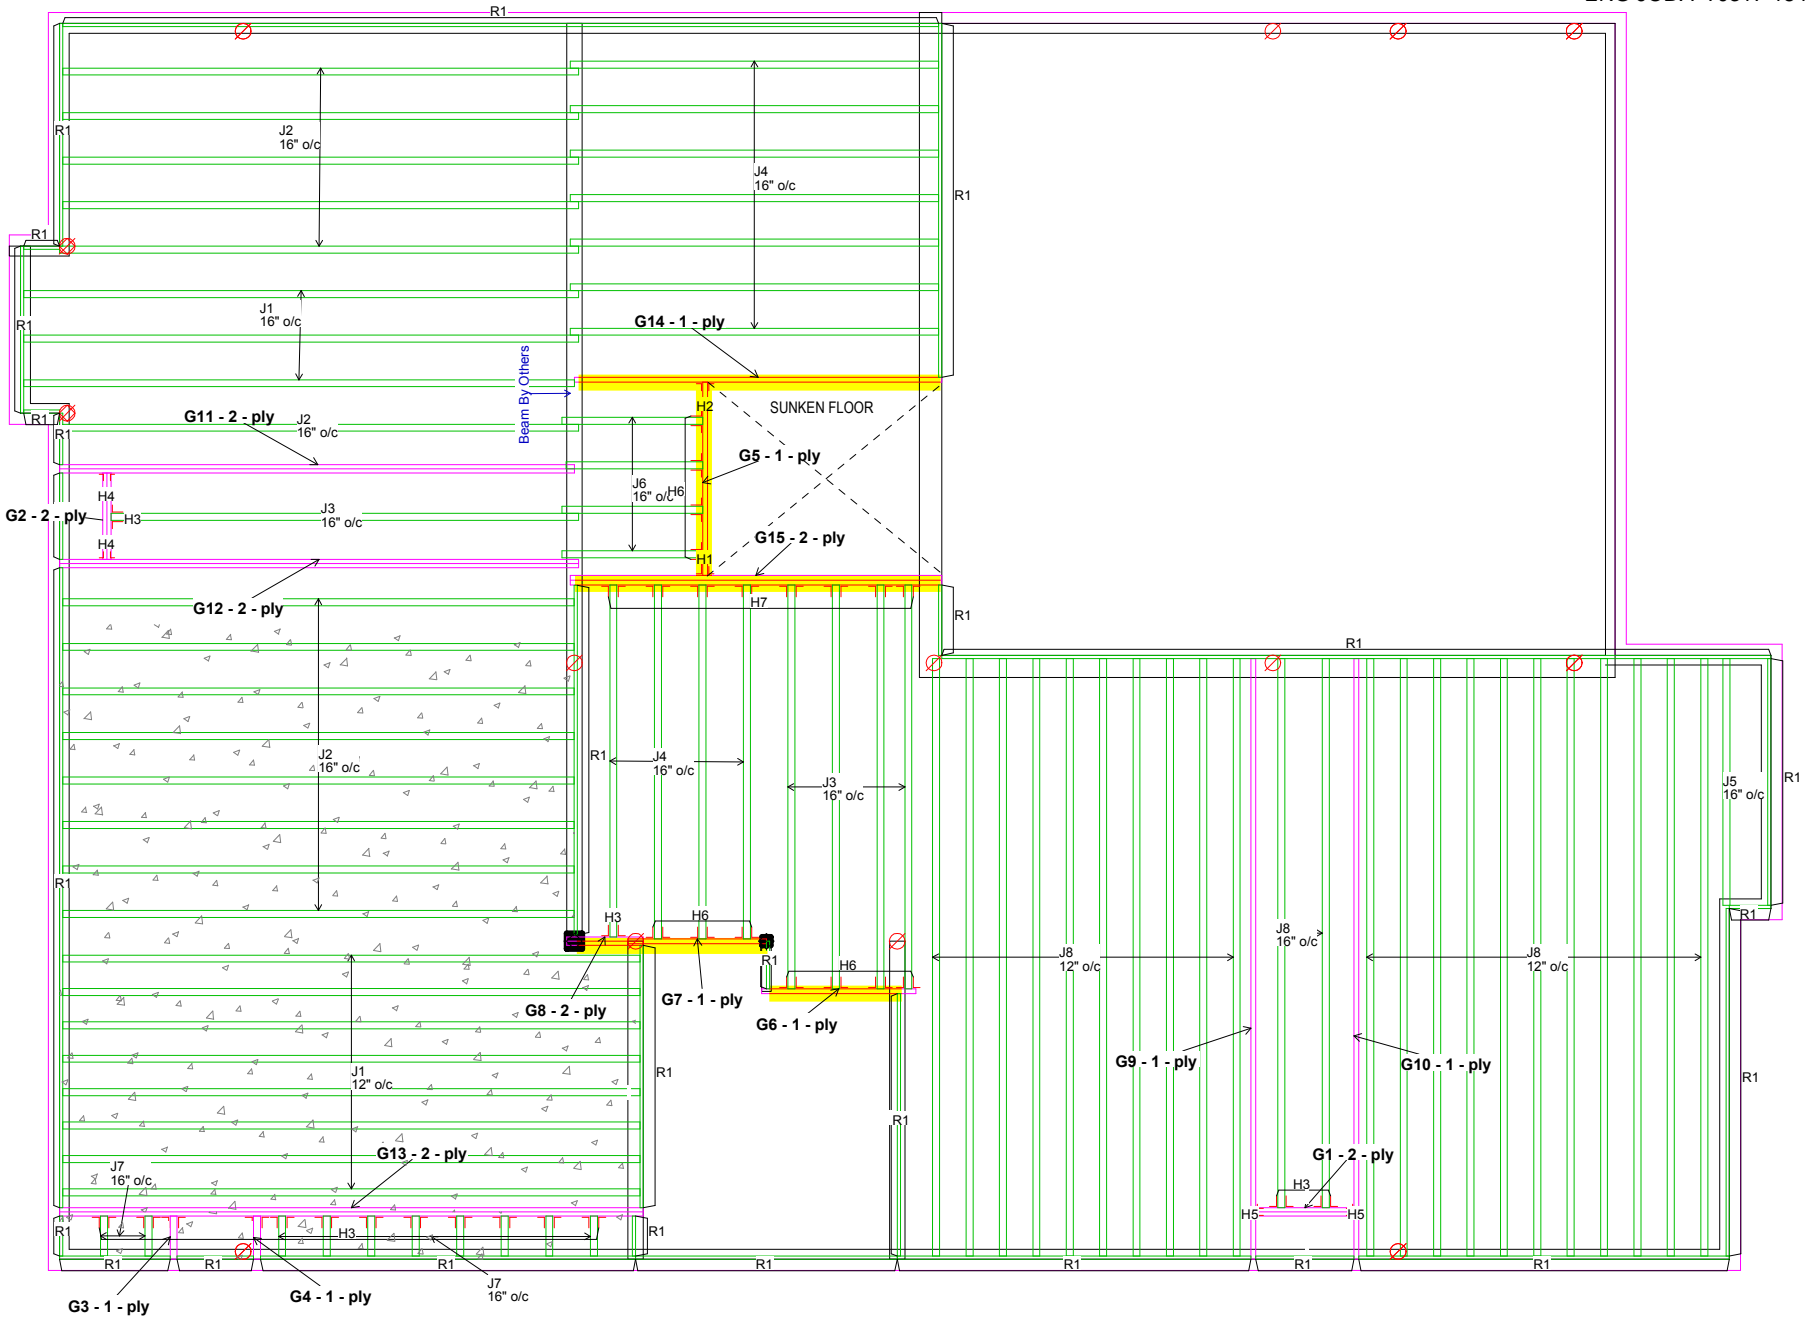 R1
J2
16" o/c
R1
J4
16" o/c
R1
R1
J1
16" o/c
R1
G14 - 1 - ply
Beam By Others
SUNKEN FLOOR
H2
R1
G11 - 2 - ply
J2
16" o/c
R1
G5 - 1 - ply
J6
16" o/c
H6
H4
G2 - 2 - ply
H3
J3
16" o/c
H4
G15 - 2 - ply
H1
G12 - 2 - ply
H7
R1
R1
J2
16" o/c
R1
J4
16" o/c
J3
16" o/c
J5
16" o/c
R1
R1
H3
H6
R1
H6
R1
J8
16" o/c
J8
12" o/c
J8
12" o/c
G8 - 2 - ply
G7 - 1 - ply
G6 - 1 - ply
G9 - 1 - ply
G10 - 1 - ply
J1
12" o/c
R1
R1
R1
G13 - 2 - ply
G1 - 2 - ply
J7
16" o/c
H3
H5
H5
R1
H3
R1
R1
R1
R1
R1
R1
R1
R1
G3 - 1 - ply
G4 - 1 - ply
J7
16" o/c